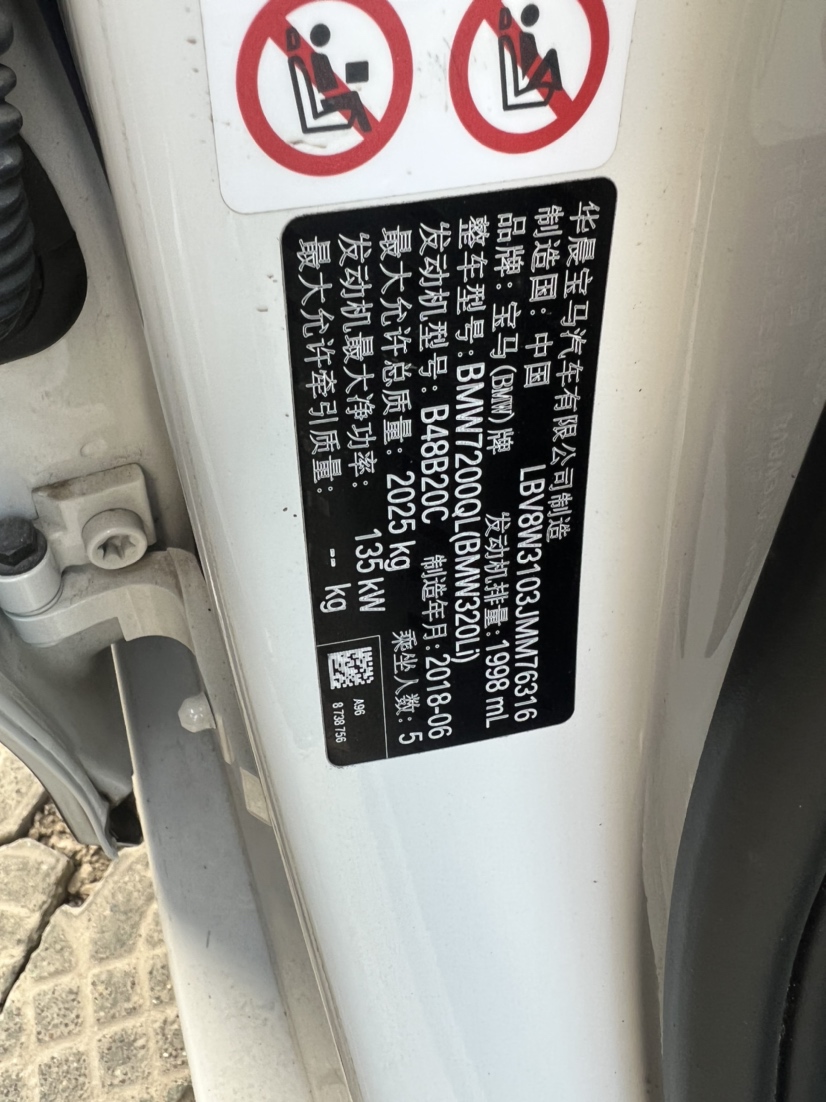 华晨宝马汽车有限公司制造
制造国：中国 LBV8W3103JMM76316
品牌：宝马(BMW)牌 发动机排量：1998 mL
整车型号：BMW7200QL(BMW320Li)
发动机型号：B48B20C 制造年月：2018-06
最大允许总质量：2025 kg 乘坐人数：5
发动机最大净功率：135 kW
最大允许牵引质量：-- kg
A96
8 738 756